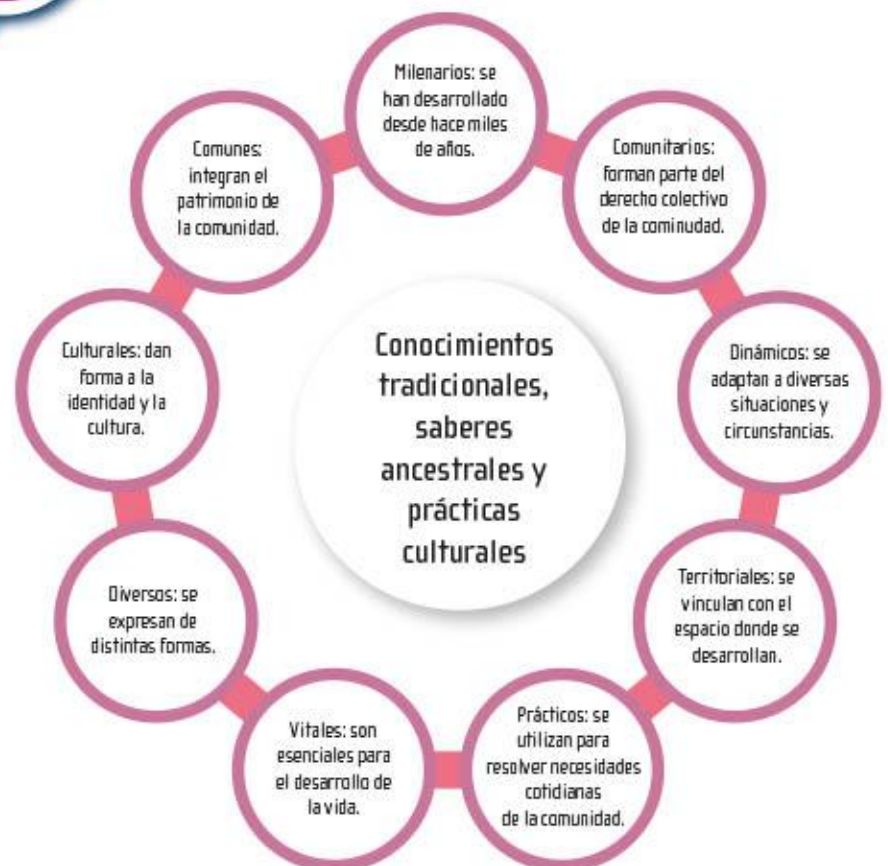 Milenarios: se
han desarrollado
desde hace miles
de años.
Comunitarios:
forman parte del
derecho colectivo
de la cominudad.
Dinámicos: se
adaptan a diversas
situaciones y
circunstancias.
Territoriales: se
vinculan con el
espacio donde se
desarrollan.
Prácticos: se
utilizan para
resolver necesidades
cotidianas
de la comunidad.
Vitales: son
esenciales para
el desarrollo de
la vida.
Diversos: se
expresan de
distintas formas.
Culturales: dan
forma a la
identidad y la
cultura.
Comunes:
integran el
patrimonio de
la comunidad.
Conocimientos
tradicionales,
saberes
ancestrales y
prácticas
culturales